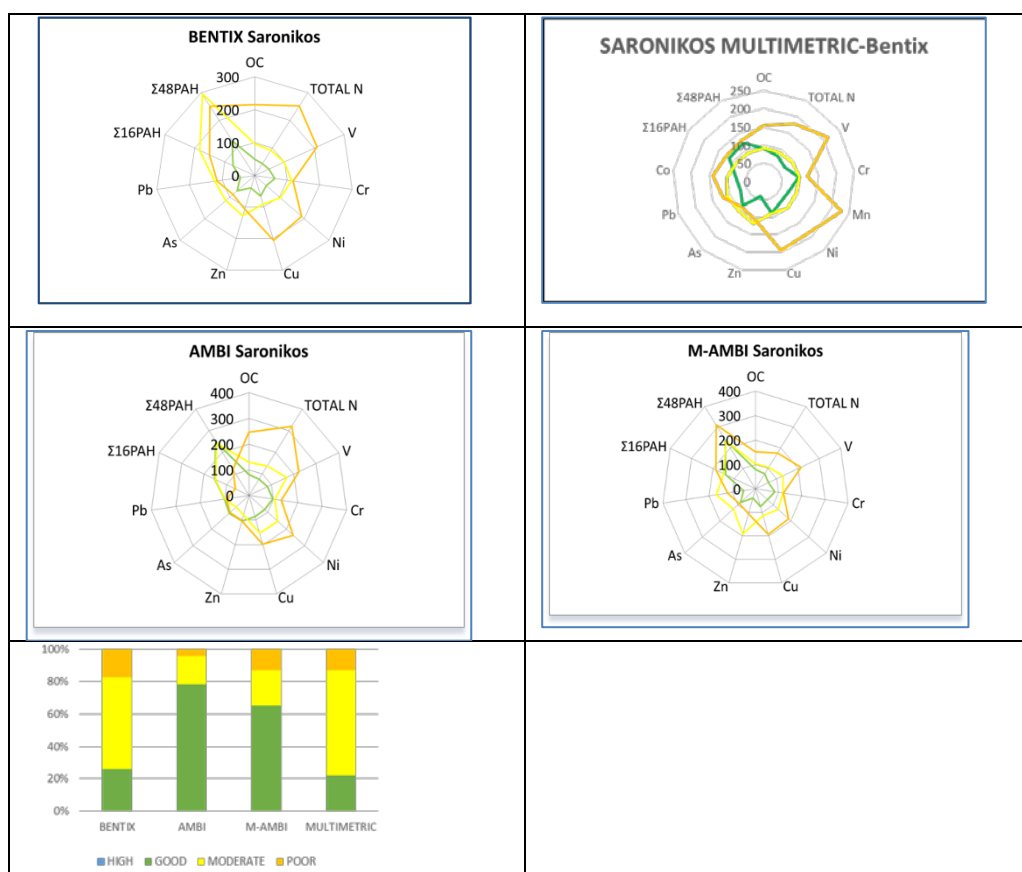 BENTIX Saronikos
OC
300
Σ48PAH
TOTAL N
200
Σ16PAH
V
100
0
Pb
Cr
As
Ni
Zn
Cu
SARONIKOS MULTIMETRIC-Bentix
OC
250
Σ48PAH
TOTAL N
200
150
Σ16PAH
V
100
50
Co
0
Cr
Pb
Mn
As
Ni
Zn
Cu
AMBI Saronikos
OC
400
Σ48PAH
TOTAL N
300
200
Σ16PAH
V
100
0
Pb
Cr
As
Ni
Zn
Cu
M-AMBI Saronikos
OC
400
Σ48PAH
TOTAL N
300
200
Σ16PAH
V
100
0
Pb
Cr
As
Ni
Zn
Cu
100%
80%
60%
40%
20%
0%
BENTIX AMBI M-AMBI MULTIMETRIC
HIGH GOOD MODERATE POOR